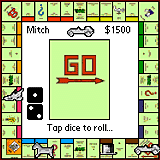 Mitch $1500
GO
Tap dice to roll...